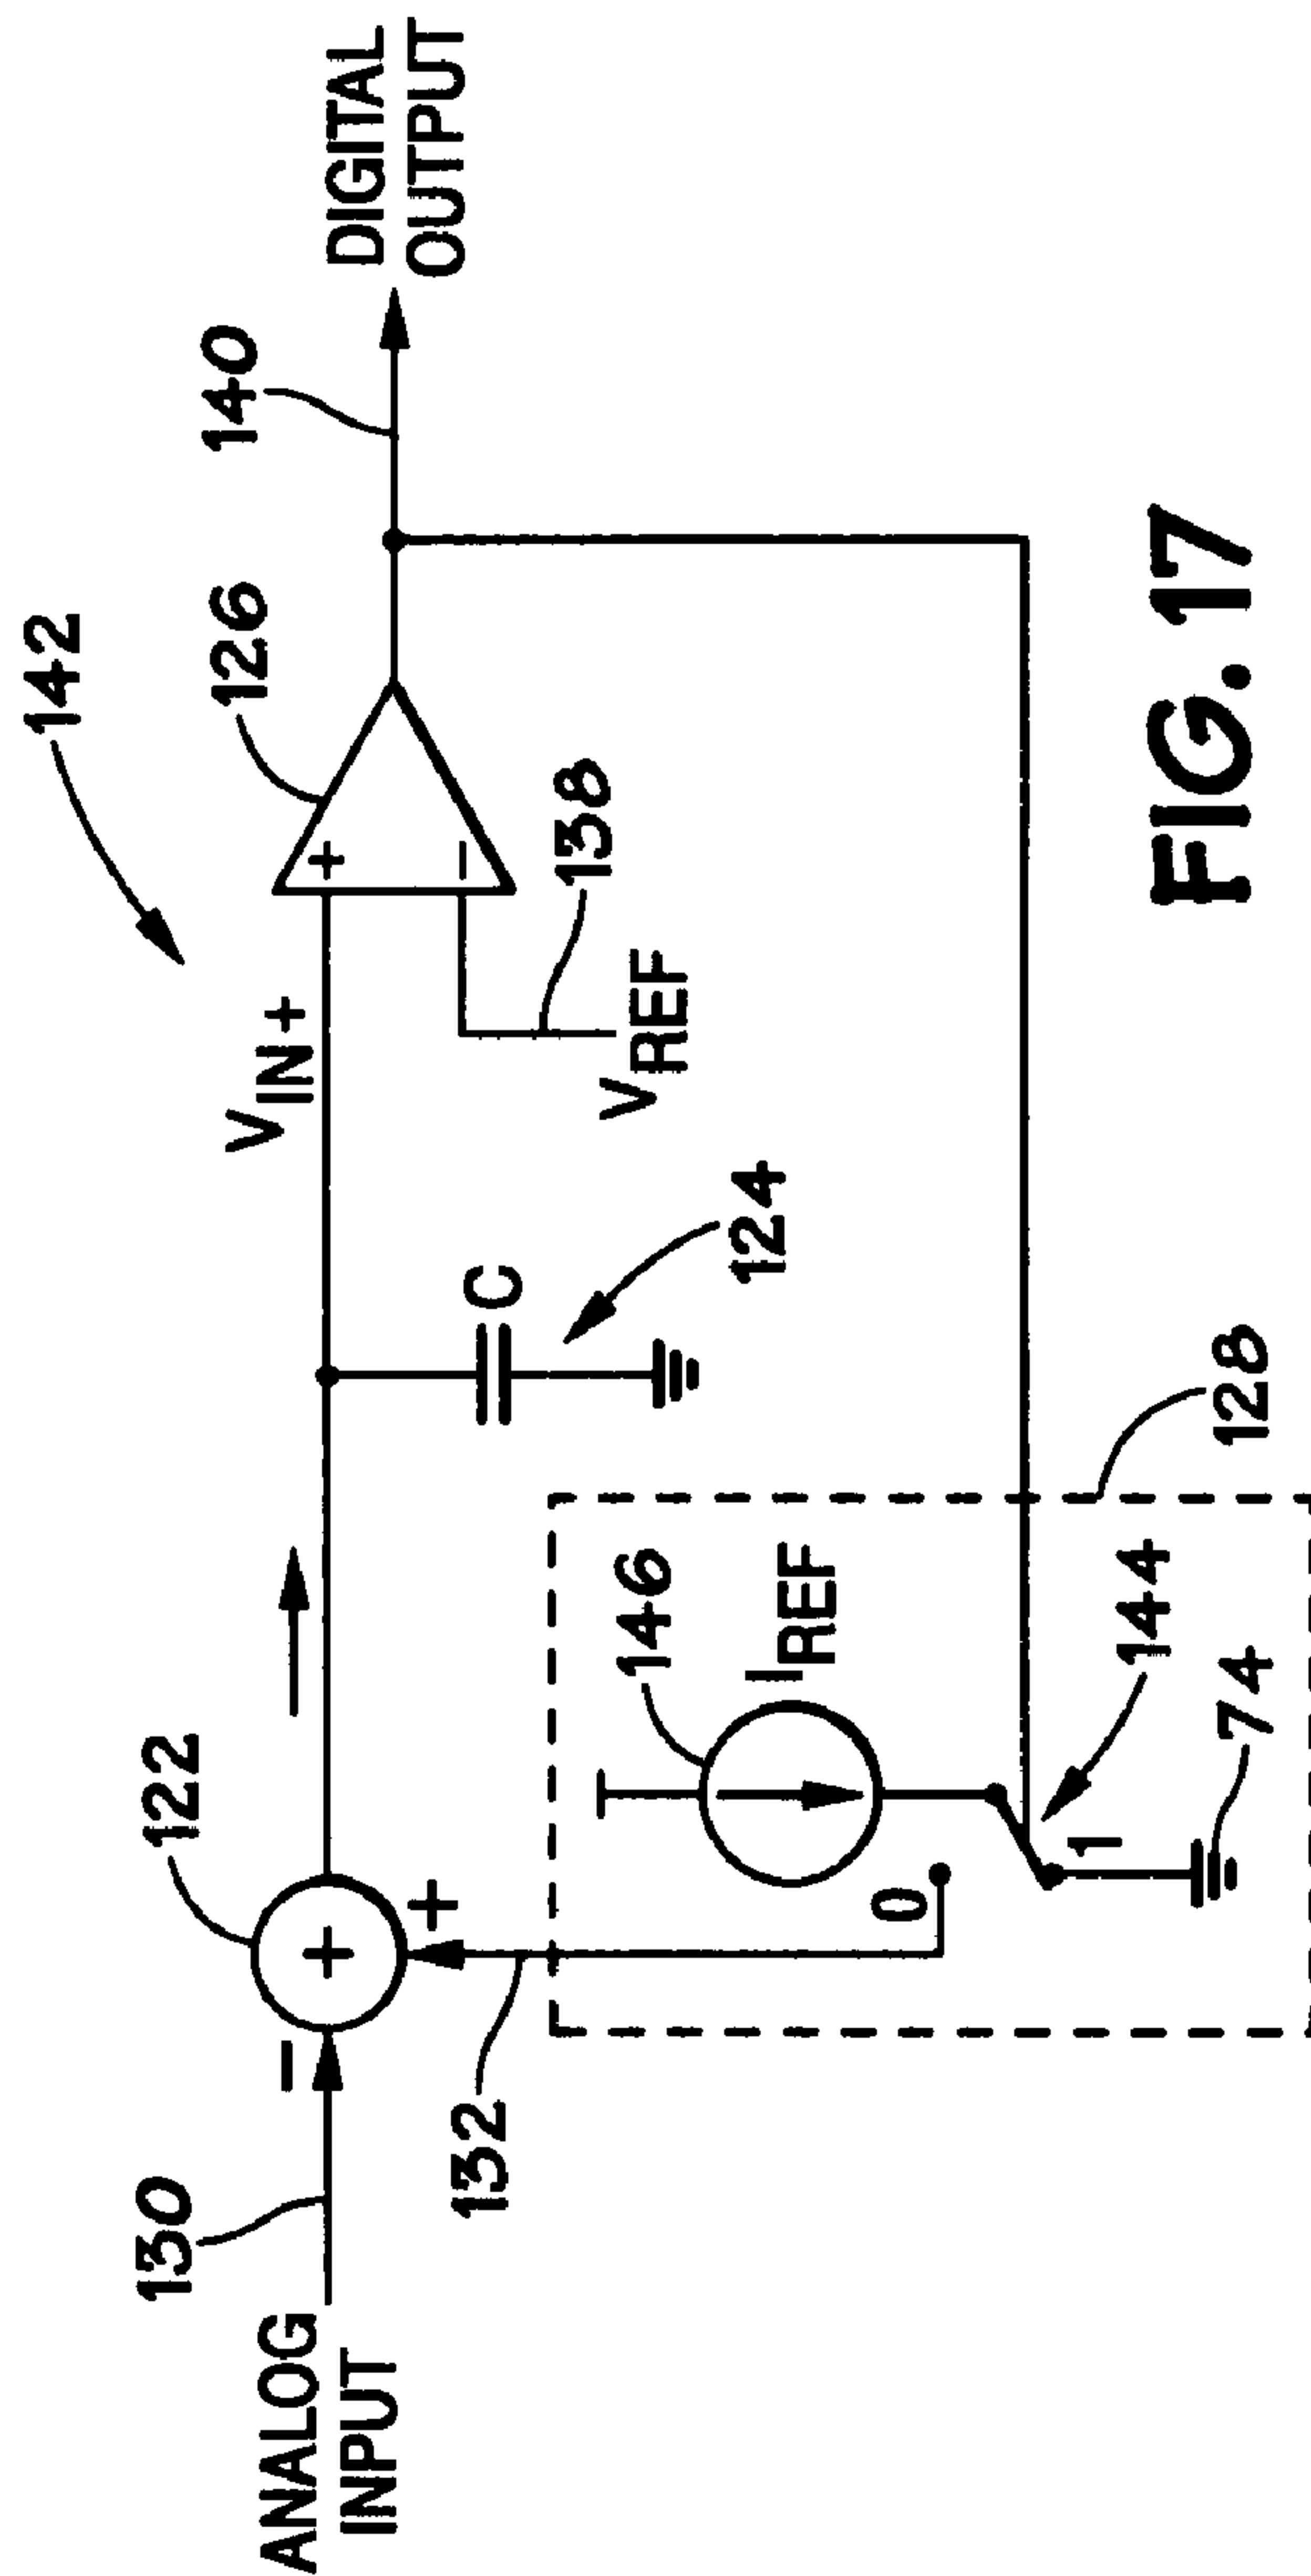 142
130
122
126
140
ANALOG
INPUT
−
+
V_IN+
+
−
DIGITAL
OUTPUT
+
132
C
124
V_REF
138
146
I_REF
0
1
144
74
128
FIG. 17